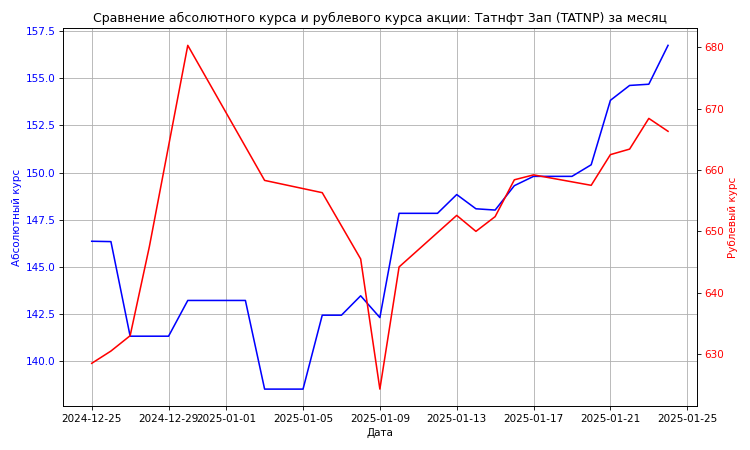 Сравнение абсолютного курса и рублевого курса акции: Татнфт 3ап (TATNP) за месяц
157.5
155.0
152.5
150.0
147.5
145.0
142.5
140.0
Абсолютный курс
680
670
660
650
640
630
Рублевый курс
2024-12-25 2024-12-29 2025-01-01 2025-01-05 2025-01-09 2025-01-13 2025-01-17 2025-01-21 2025-01-25
Дата